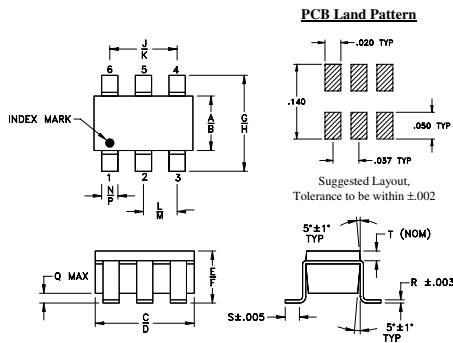 PCB Land Pattern
J/K
6 5 4
A/B
G/H
INDEX MARK
1 2 3
N/P
L/M
.020 TYP
.140
.050 TYP
.037 TYP
Suggested Layout,
Tolerance to be within ±.002
Q MAX
E/F
C/D
5°±1°
TYP
T (NOM)
R ±.003
S±.005
5°±1°
TYP